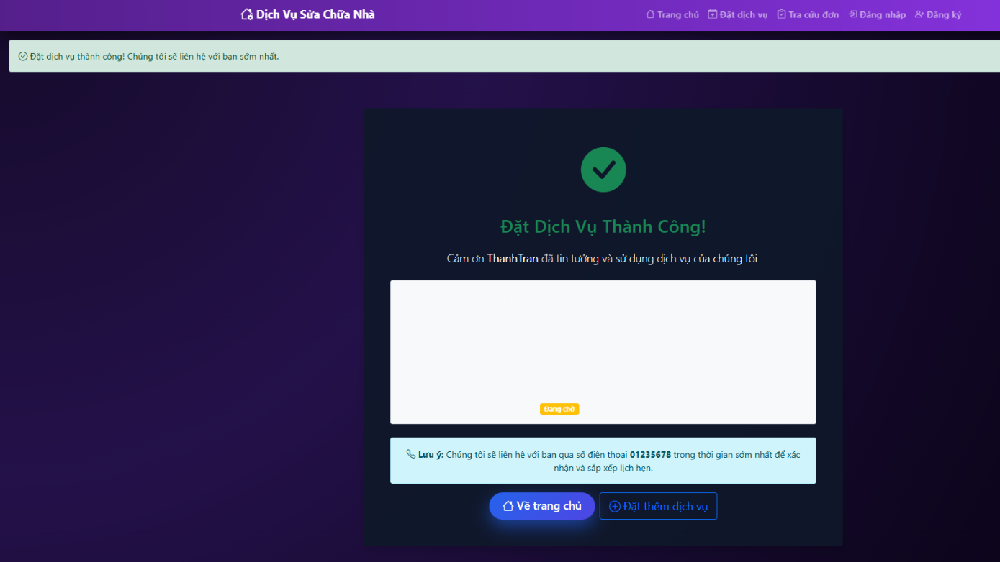 Dịch Vụ Sửa Chữa Nhà
Trang chủ
Đặt dịch vụ
Tra cứu đơn
Đăng nhập
Đăng ký
Đặt dịch vụ thành công! Chúng tôi sẽ liên hệ với bạn sớm nhất.
Đặt Dịch Vụ Thành Công!
Cảm ơn ThanhTran đã tin tưởng và sử dụng dịch vụ của chúng tôi.
Đang chờ
Lưu ý: Chúng tôi sẽ liên hệ với bạn qua số điện thoại 01235678 trong thời gian sớm nhất để xác
nhận và sắp xếp lịch hẹn.
Về trang chủ
Đặt thêm dịch vụ